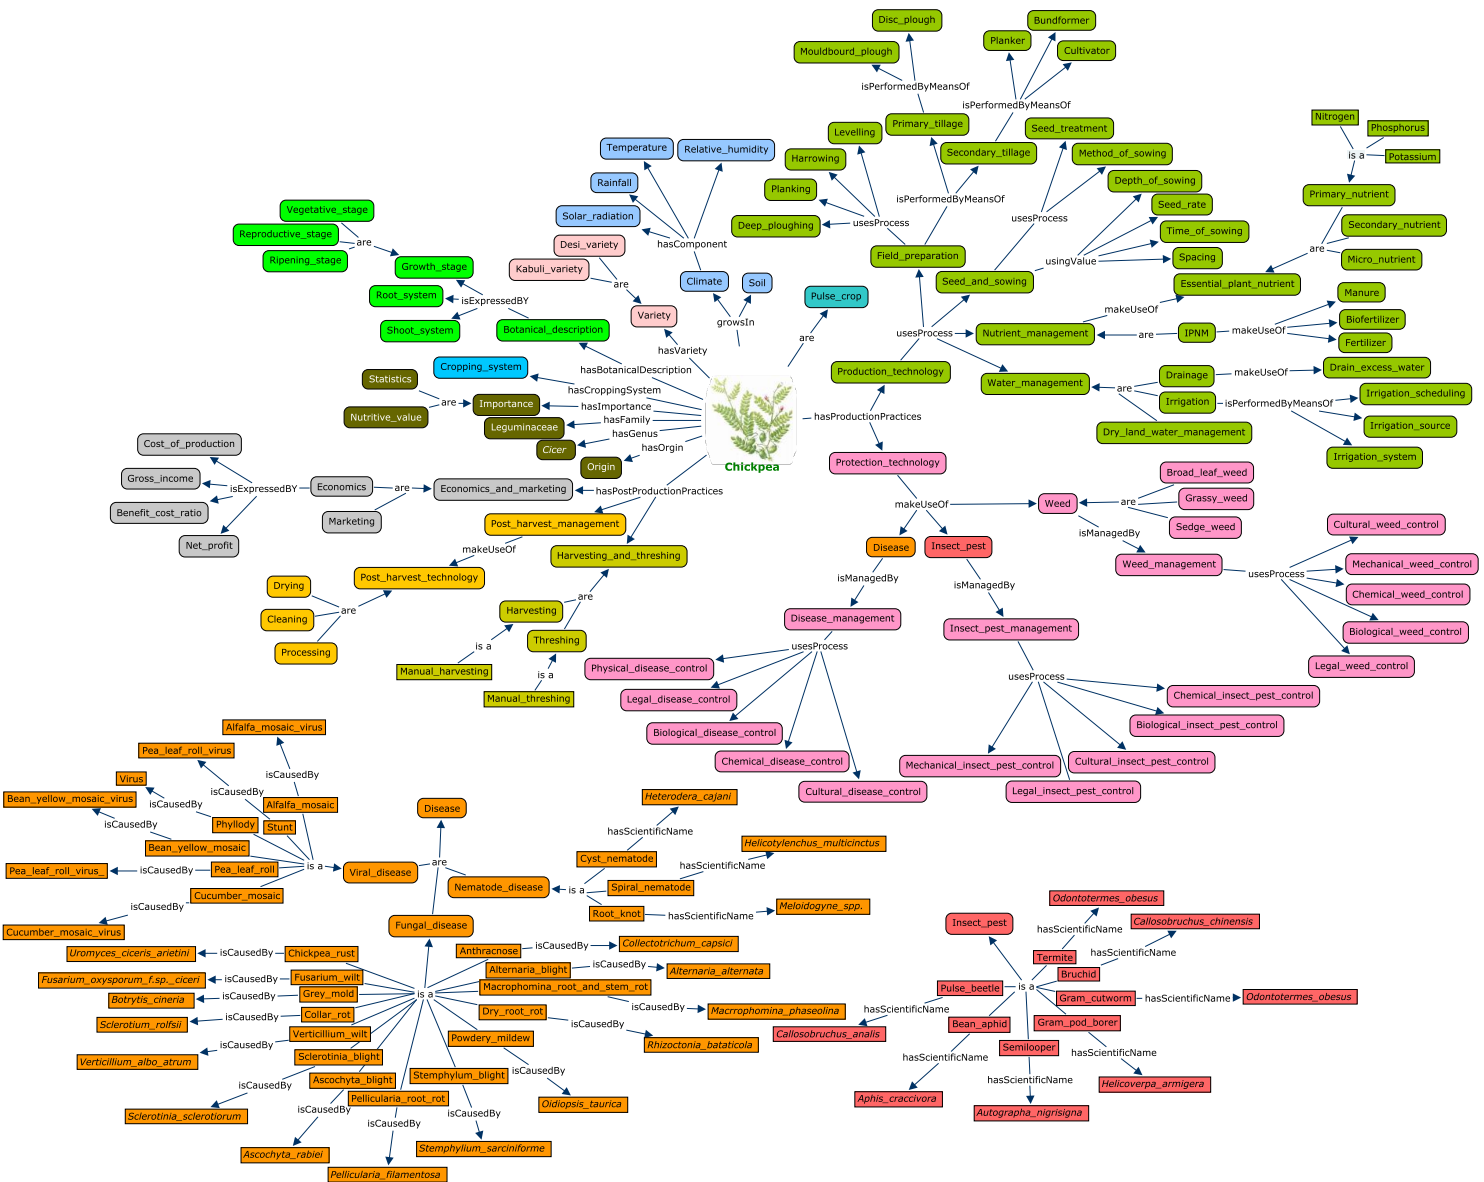 Disc_plough
Bundformer
Mouldbourd_plough
Planker
Cultivator
isPerformedByMeansOf
isPerformedByMeansOf
Primary_tillage
Secondary_tillage
Levelling
Harrowing
Planking
Deep_ploughing
usesProcess
isPerformedByMeansOf
Field_preparation
Seed_treatment
Method_of_sowing
Depth_of_sowing
Seed_rate
Time_of_sowing
Spacing
usesProcess
usingValue
Seed_and_sowing
Nitrogen
Phosphorus
is a
Potassium
Primary_nutrient
Secondary_nutrient
are
Micro_nutrient
Essential_plant_nutrient
makeUseOf
Nutrient_management
are
IPNM
makeUseOf
Manure
Biofertilizer
Fertilizer
usesProcess
Production_technology
Water_management
are
Drainage
makeUseOf
Drain_excess_water
Irrigation
isPerformedByMeansOf
Irrigation_scheduling
Irrigation_source
Irrigation_system
Dry_land_water_management
Temperature
Relative_humidity
Rainfall
Solar_radiation
hasComponent
Climate
Soil
growsIn
Pulse_crop
are
Desi_variety
Kabuli_variety
are
Variety
hasVariety
Vegetative_stage
Reproductive_stage
are
Ripening_stage
Growth_stage
Root_system
isExpressedBY
Shoot_system
Botanical_description
hasBotanicalDescription
Cropping_system
hasCroppingSystem
Statistics
Nutritive_value
are
Importance
hasImportance
Leguminaceae
hasFamily
Cicer
hasGenus
Origin
hasOrgin
Chickpea
hasProductionPractices
Cost_of_production
Gross_income
isExpressedBY
Economics
are
Economics_and_marketing
hasPostProductionPractices
Benefit_cost_ratio
Marketing
Net_profit
Post_harvest_management
makeUseOf
Post_harvest_technology
Harvesting_and_threshing
Drying
Cleaning
are
Processing
Harvesting
are
Threshing
is a
Manual_harvesting
is a
Manual_threshing
Protection_technology
makeUseOf
Weed
are
Broad_leaf_weed
Grassy_weed
Sedge_weed
isManagedBy
Weed_management
usesProcess
Cultural_weed_control
Mechanical_weed_control
Chemical_weed_control
Biological_weed_control
Legal_weed_control
Disease
Insect_pest
isManagedBy
isManagedBy
Disease_management
Insect_pest_management
usesProcess
Physical_disease_control
Legal_disease_control
Biological_disease_control
Chemical_disease_control
Cultural_disease_control
usesProcess
Chemical_insect_pest_control
Biological_insect_pest_control
Cultural_insect_pest_control
Mechanical_insect_pest_control
Legal_insect_pest_control
Alfalfa_mosaic_virus
Pea_leaf_roll_virus
isCausedBy
Virus
isCausedBy
Alfalfa_mosaic
Bean_yellow_mosaic_virus
isCausedBy
Phyllody
Stunt
isCausedBy
Bean_yellow_mosaic
is a
Viral_disease
Pea_leaf_roll_virus_
isCausedBy
Pea_leaf_roll
Cucumber_mosaic
isCausedBy
Cucumber_mosaic_virus
Disease
are
Nematode_disease
Fungal_disease
is a
Cyst_nematode
hasScientificName
Heterodera_cajani
Spiral_nematode
hasScientificName
Helicotylenchus_multicinctus
Root_knot
hasScientificName
Meloidogyne_spp.
Uromyces_ciceris_arietini
isCausedBy
Chickpea_rust
Fusarium_oxysporum_f.sp._ciceri
isCausedBy
Fusarium_wilt
Botrytis_cineria
isCausedBy
Grey_mold
Sclerotium_rolfsii
isCausedBy
Collar_rot
Verticillium_albo_atrum
isCausedBy
Verticillium_wilt
Sclerotinia_sclerotiorum
isCausedBy
Sclerotinia_blight
Ascochyta_rabiei
isCausedBy
Ascochyta_blight
Pellicularia_filamentosa
isCausedBy
Pellicularia_root_rot
is a
Anthracnose
isCausedBy
Collectotrichum_capsici
Alternaria_blight
isCausedBy
Alternaria_alternata
Macrophomina_root_and_stem_rot
isCausedBy
Macrrophomina_phaseolina
Dry_root_rot
isCausedBy
Rhizoctonia_bataticola
Powdery_mildew
isCausedBy
Oidiopsis_taurica
Stemphylum_blight
isCausedBy
Stemphylium_sarciniforme
Insect_pest
is a
Termite
hasScientificName
Odontotermes_obesus
Bruchid
hasScientificName
Callosobruchus_chinensis
Gram_cutworm
hasScientificName
Odontotermes_obesus
Gram_pod_borer
hasScientificName
Helicoverpa_armigera
Semilooper
hasScientificName
Autographa_nigrisigna
Bean_aphid
hasScientificName
Aphis_craccivora
Pulse_beetle
hasScientificName
Callosobruchus_analis